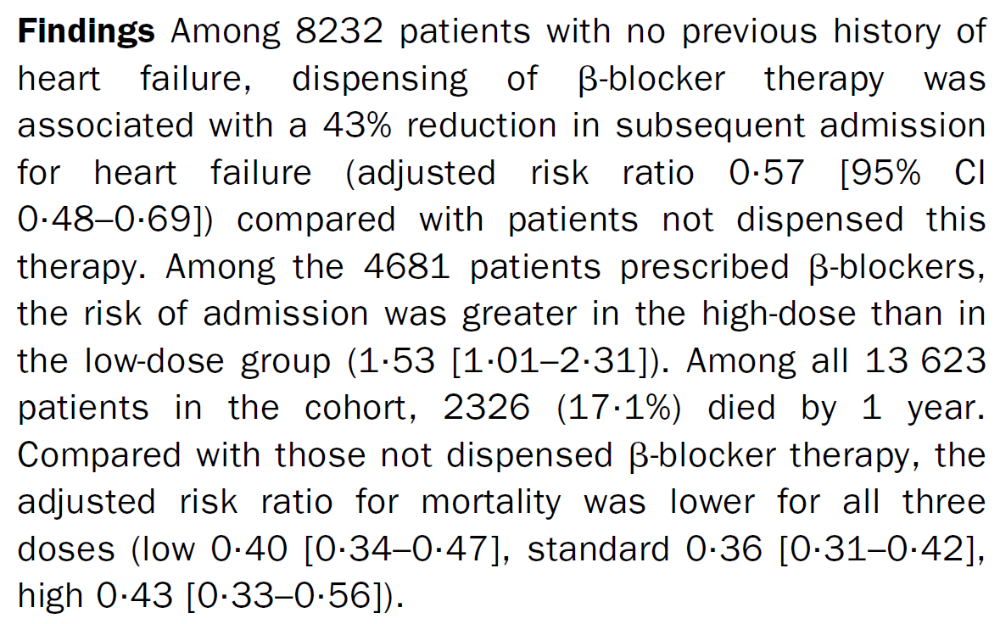 Findings Among 8232 patients with no previous history of
heart failure, dispensing of β-blocker therapy was
associated with a 43% reduction in subsequent admission
for heart failure (adjusted risk ratio 0·57 [95% CI
0·48–0·69]) compared with patients not dispensed this
therapy. Among the 4681 patients prescribed β-blockers,
the risk of admission was greater in the high-dose than in
the low-dose group (1·53 [1·01–2·31]). Among all 13 623
patients in the cohort, 2326 (17·1%) died by 1 year.
Compared with those not dispensed β-blocker therapy, the
adjusted risk ratio for mortality was lower for all three
doses (low 0·40 [0·34–0·47], standard 0·36 [0·31–0·42],
high 0·43 [0·33–0·56]).